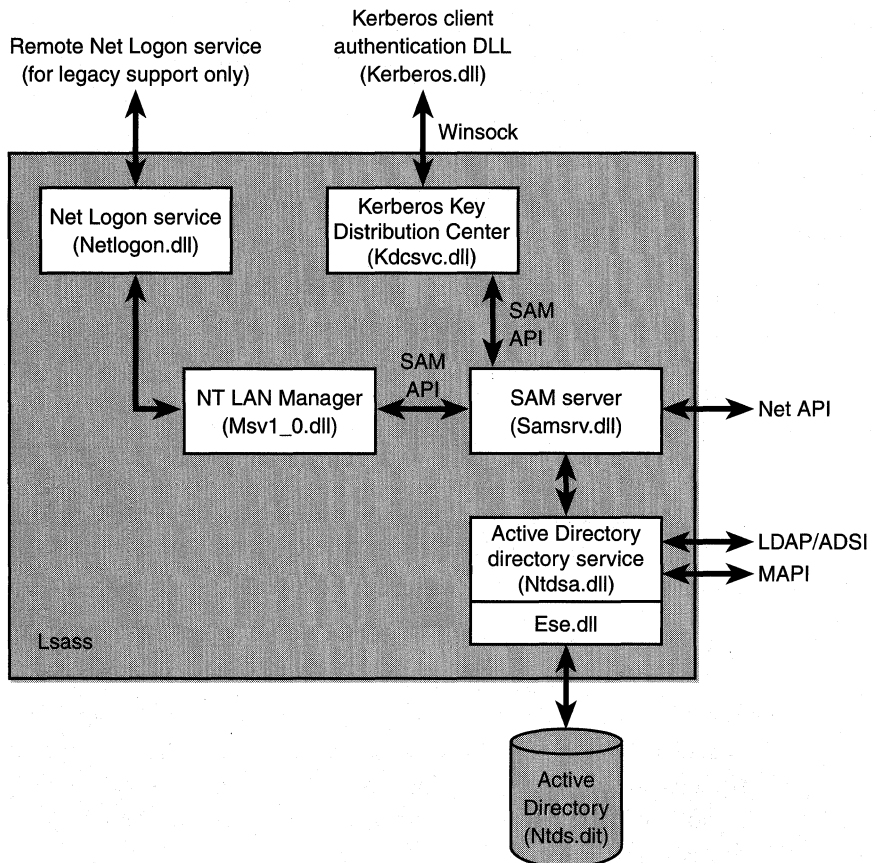 Remote Net Logon service
(for legacy support only)
Kerberos client
authentication DLL
(Kerberos.dll)
Winsock
Net Logon service
(Netlogon.dll)
Kerberos Key
Distribution Center
(Kdcsvc.dll)
SAM
API
SAM
API
NT LAN Manager
(Msv1_0.dll)
SAM server
(Samsrv.dll)
Net API
Active Directory
directory service
(Ntdsa.dll)
LDAP/ADSI
MAPI
Ese.dll
Lsass
Active
Directory
(Ntds.dit)